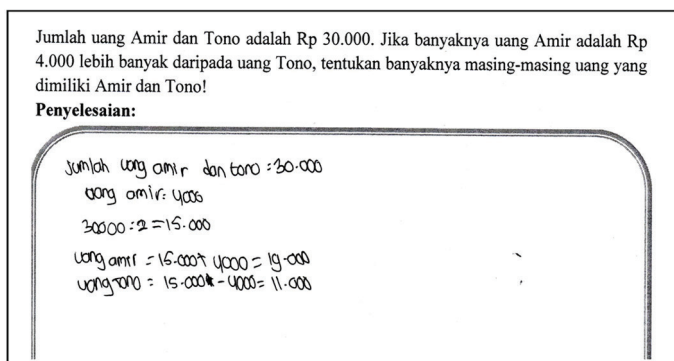 Jumlah uang Amir dan Tono adalah Rp 30.000. Jika banyaknya uang Amir adalah Rp
4.000 lebih banyak daripada uang Tono, tentukan banyaknya masing-masing uang yang
dimiliki Amir dan Tono!
Penyelesaian:
Jumlah uang amir dan tono : 30.000
uang amir : 4000
30000 : 2 = 15.000
uang amir = 15.000 + 4000 = 19.000
uang tono = 15.000 - 4000 = 11.000